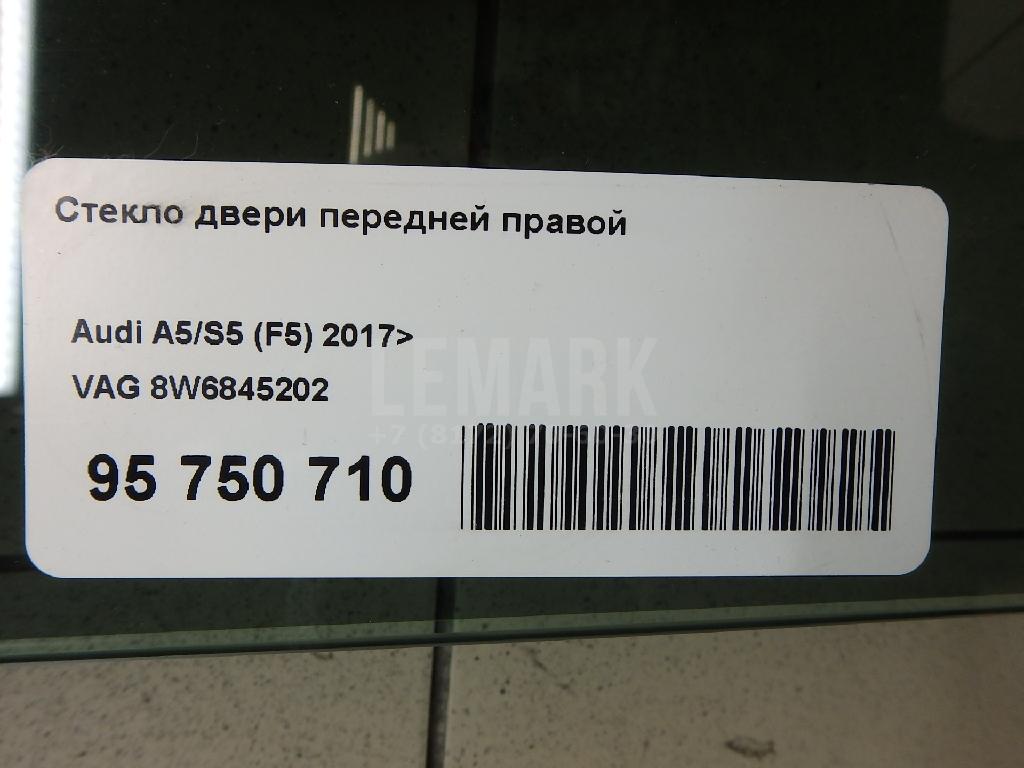 Стекло двери передней правой
Audi A5/S5 (F5) 2017>
VAG 8W6845202
LEMARK
95 750 710